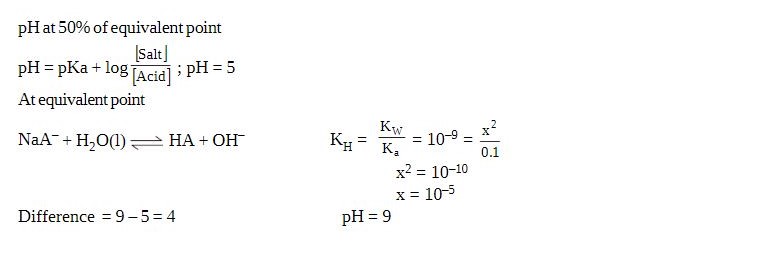 pH at 50% of equivalent point
pH = pKa + log [Salt]/[Acid] ; pH = 5
At equivalent point
NaA⁻ + H₂O(l) ⇌ HA + OH⁻ K_H = K_W/K_a = 10⁻⁹ = x²/0.1
x² = 10⁻¹⁰
x = 10⁻⁵
Difference = 9 – 5 = 4 pH = 9